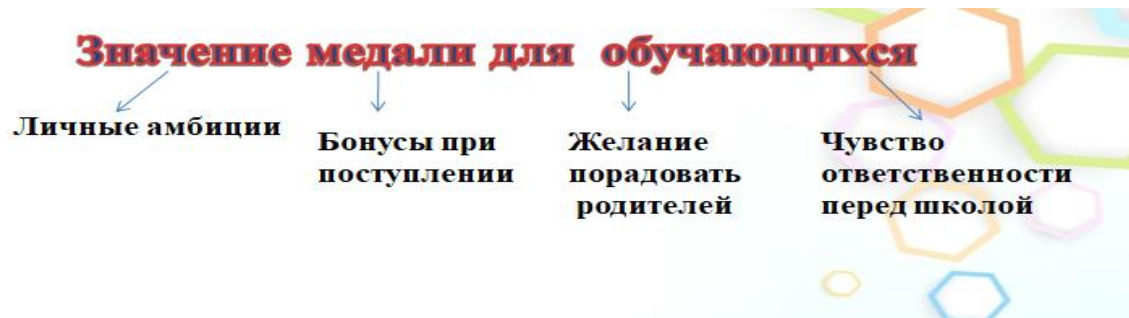 Значение медали для обучающихся
Личные амбиции
Бонусы при
поступлении
Желание
порадовать
родителей
Чувство
ответственности
перед школой